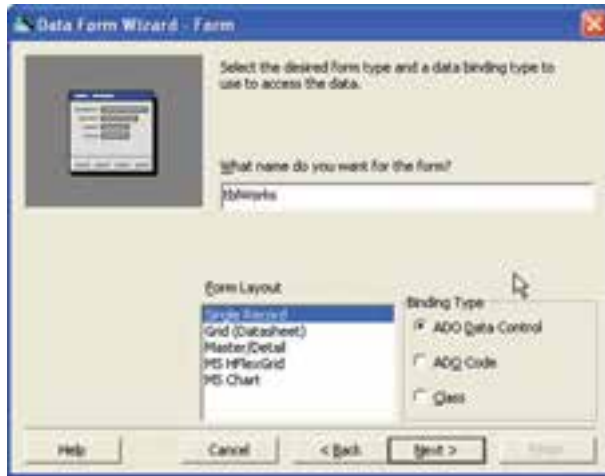 Data Form Wizard - Form
Select the desired form type and a data binding type to
use to access the data.
What name do you want for the form?
tblWorks
Form Layout
Single Record
Grid (Datasheet)
Master/Detail
MS HFlexGrid
MS Chart
Binding Type
ADO Data Control
ADO Code
Class
Help
Cancel
< Back
Next >
Finish